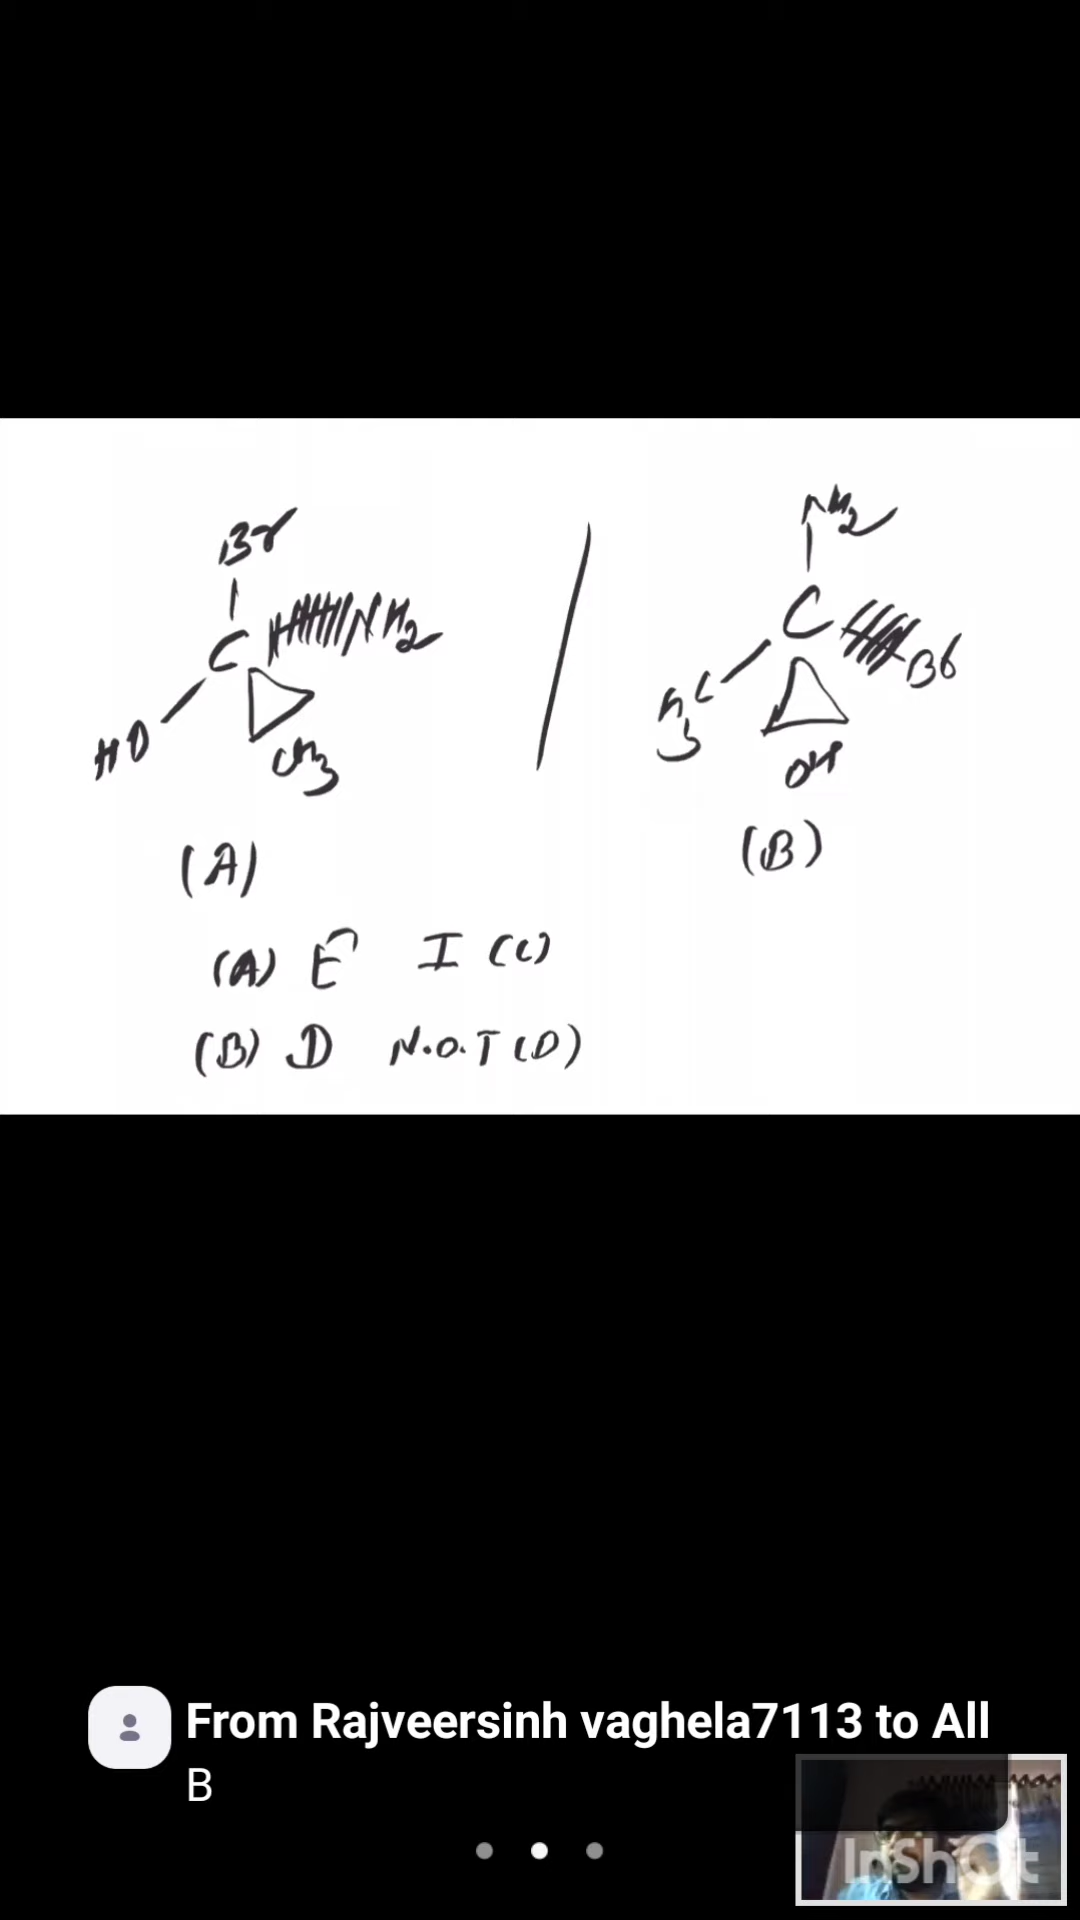 Br
C NH2
HO
CH3
(A)
NH2
C
Br
H3C
OH
(B)
(A) E I (C)
(B) D N.O.T (D)
From Rajveersinh vaghela7113 to All
B
InShOt